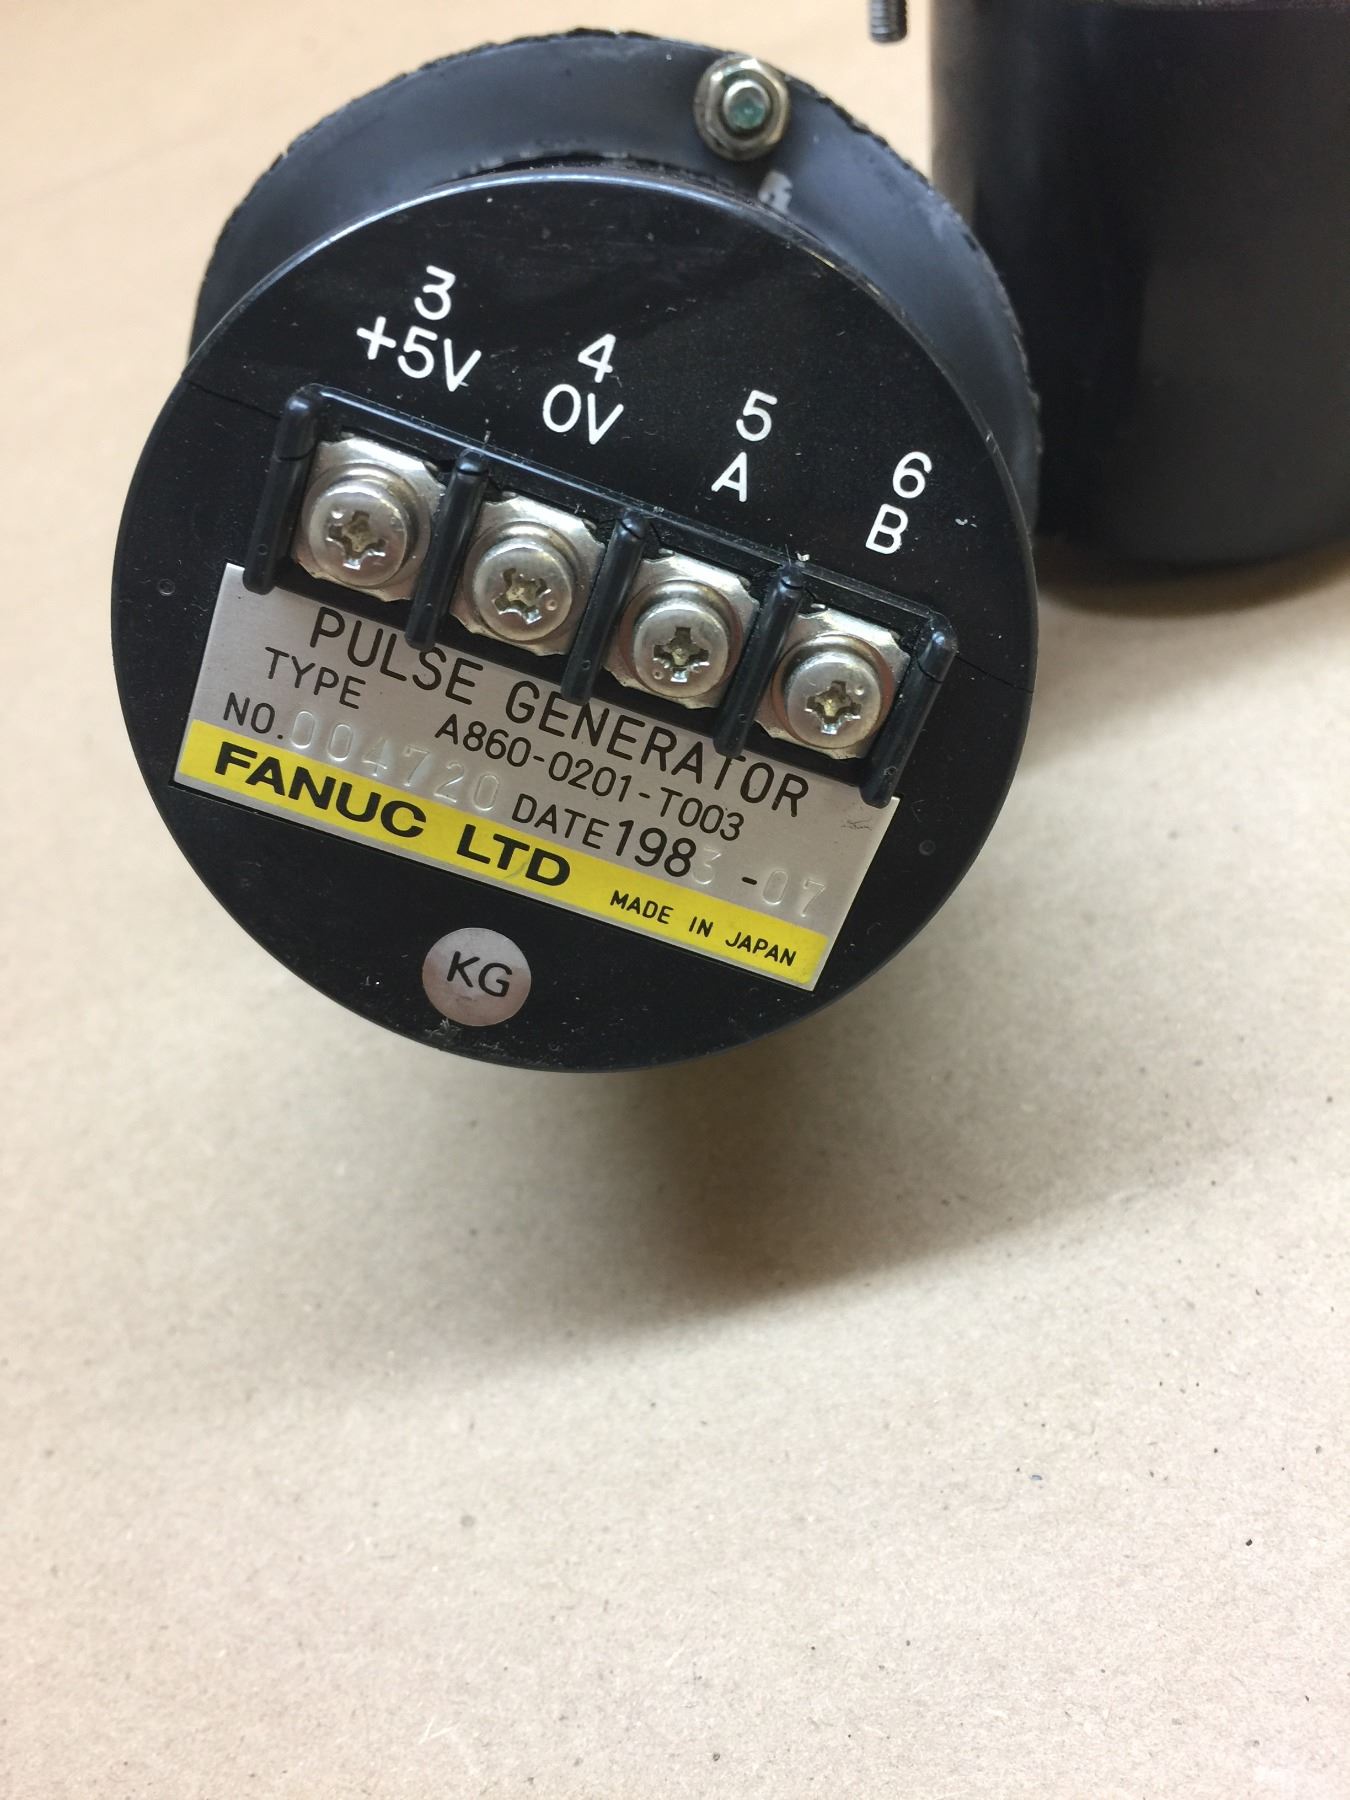 3 4 5 6
+5V 0V A B
PULSE GENERATOR
TYPE A860-0201-T003
NO. 004720 DATE 1983-07
FANUC LTD MADE IN JAPAN
KG